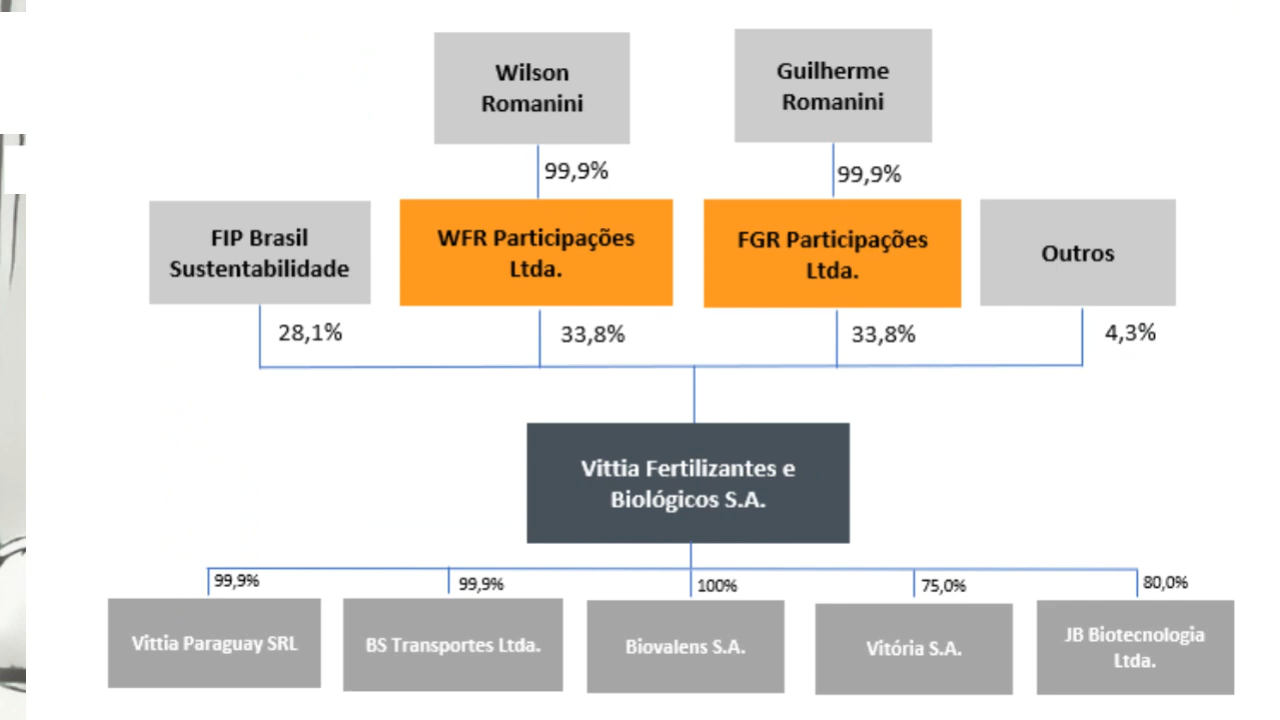 Wilson
Romanini
Guilherme
Romanini
99,9%
99,9%
FIP Brasil
Sustentabilidade
WFR Participações
Ltda.
FGR Participações
Ltda.
Outros
28,1%
33,8%
33,8%
4,3%
Vittia Fertilizantes e
Biológicos S.A.
99,9%
99,9%
100%
75,0%
80,0%
Vittia Paraguay SRL
BS Transportes Ltda.
Biovalens S.A.
Vitória S.A.
JB Biotecnologia
Ltda.